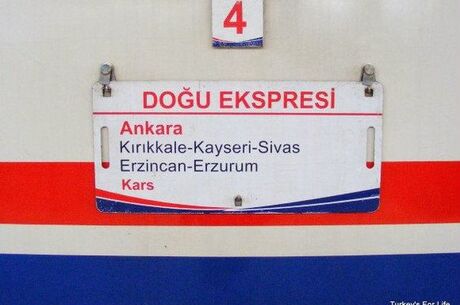 4
DOĞU EKSPRESİ
Ankara
Kırıkkale-Kayseri-Sivas
Erzincan-Erzurum
Kars
Turkey's For Life